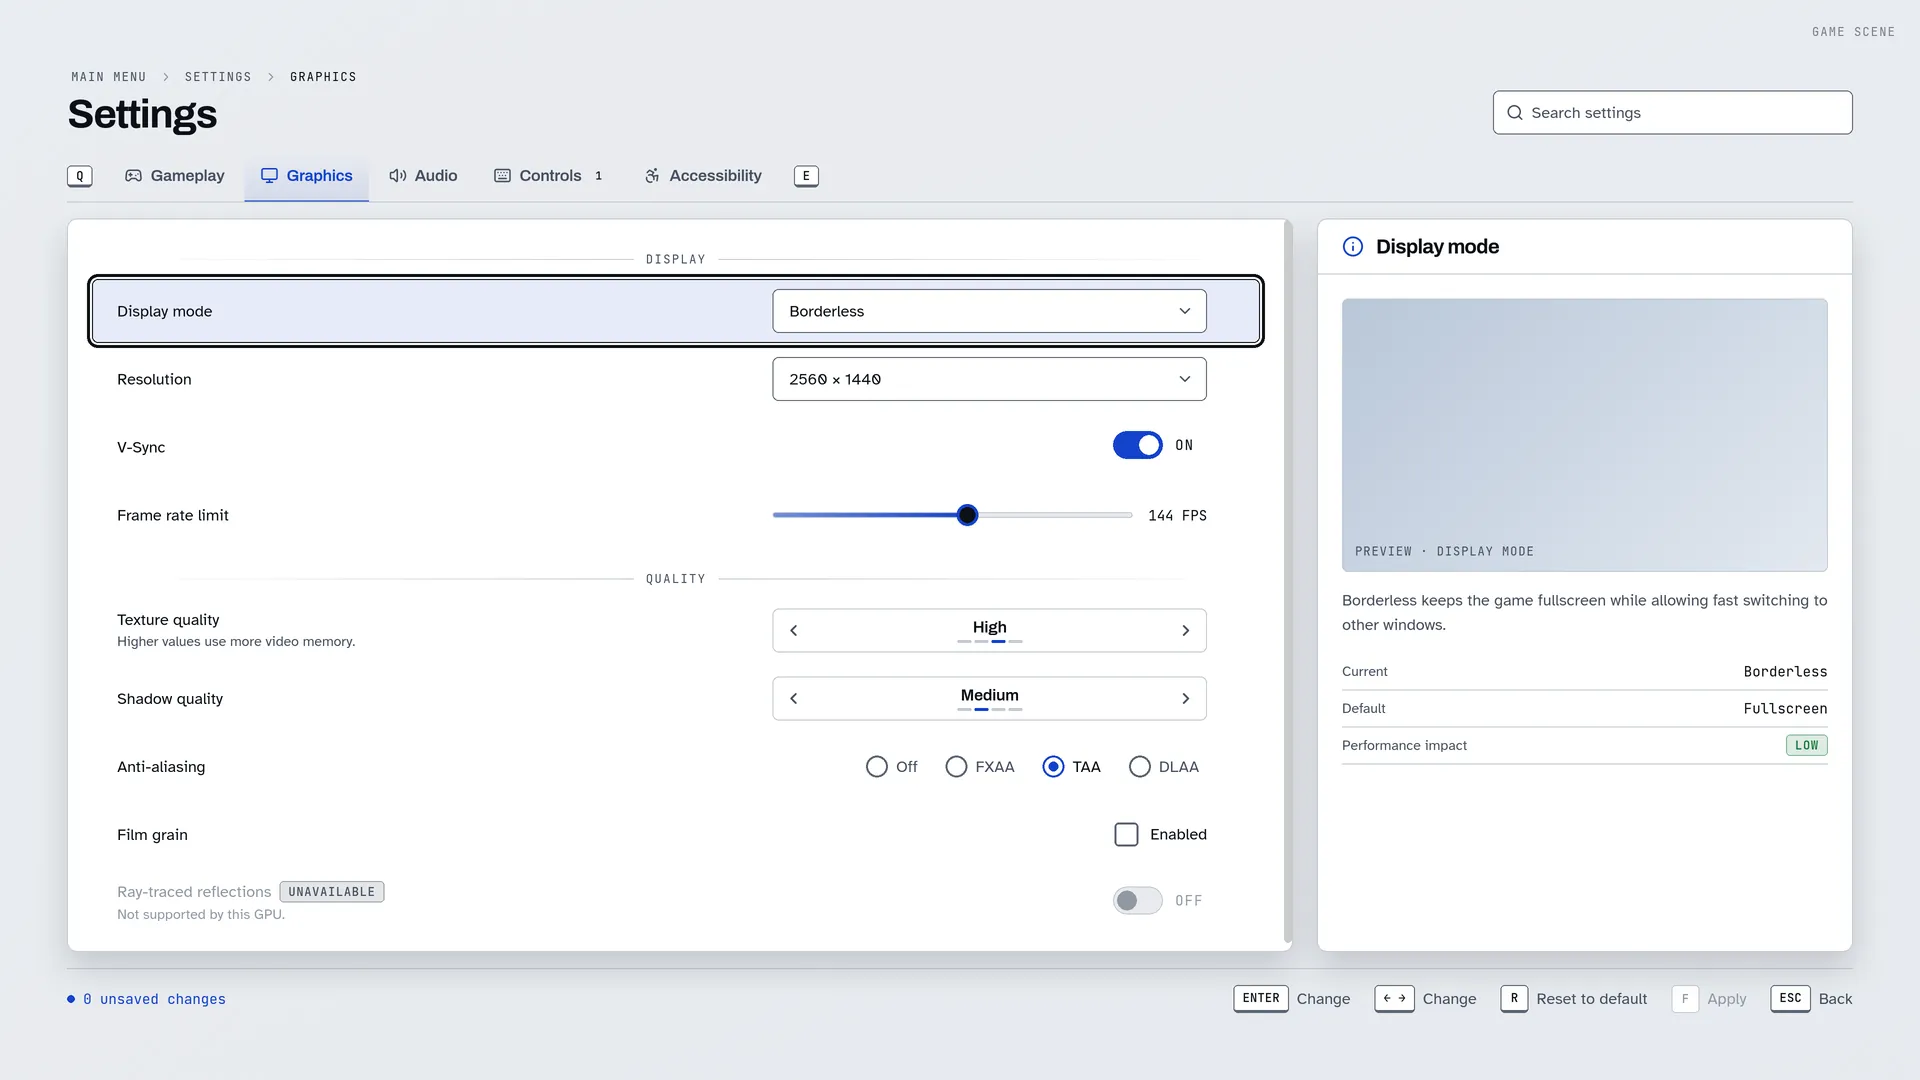 GAME SCENE
MAIN MENU > SETTINGS > GRAPHICS
Settings
Search settings
Q Gameplay Graphics Audio Controls 1 Accessibility E
DISPLAY
Display mode Borderless
Resolution 2560 × 1440
V-Sync ON
Frame rate limit 144 FPS
QUALITY
Texture quality High
Higher values use more video memory.
Shadow quality Medium
Anti-aliasing Off FXAA TAA DLAA
Film grain Enabled
Ray-traced reflections UNAVAILABLE OFF
Not supported by this GPU.
Display mode
PREVIEW · DISPLAY MODE
Borderless keeps the game fullscreen while allowing fast switching to
other windows.
Current Borderless
Default Fullscreen
Performance impact LOW
0 unsaved changes
ENTER Change ← → Change R Reset to default F Apply ESC Back